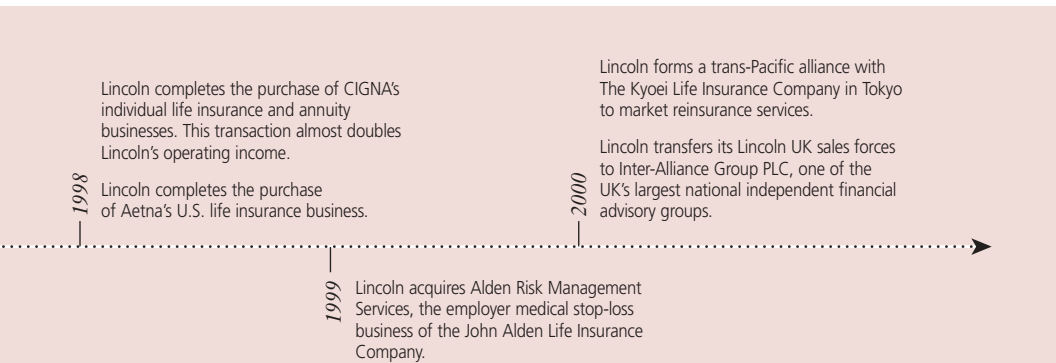 1998
Lincoln completes the purchase of CIGNA's
individual life insurance and annuity
businesses. This transaction almost doubles
Lincoln's operating income.
Lincoln completes the purchase
of Aetna's U.S. life insurance business.
1999
Lincoln acquires Alden Risk Management
Services, the employer medical stop-loss
business of the John Alden Life Insurance
Company.
2000
Lincoln forms a trans-Pacific alliance with
The Kyoei Life Insurance Company in Tokyo
to market reinsurance services.
Lincoln transfers its Lincoln UK sales forces
to Inter-Alliance Group PLC, one of the
UK's largest national independent financial
advisory groups.